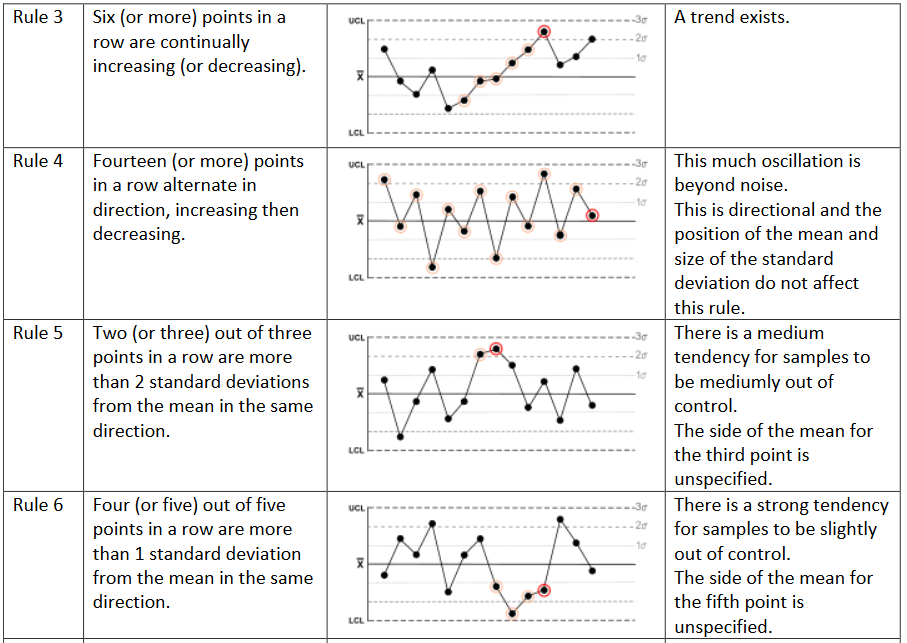 Rule 3
Six (or more) points in a
row are continually
increasing (or decreasing).
UCL
X̅
LCL
3σ
2σ
1σ
A trend exists.
Rule 4
Fourteen (or more) points
in a row alternate in
direction, increasing then
decreasing.
UCL
X̅
LCL
3σ
2σ
1σ
This much oscillation is
beyond noise.
This is directional and the
position of the mean and
size of the standard
deviation do not affect
this rule.
Rule 5
Two (or three) out of three
points in a row are more
than 2 standard deviations
from the mean in the same
direction.
UCL
X̅
LCL
3σ
2σ
1σ
There is a medium
tendency for samples to
be mediumly out of
control.
The side of the mean for
the third point is
unspecified.
Rule 6
Four (or five) out of five
points in a row are more
than 1 standard deviation
from the mean in the same
direction.
UCL
X̅
LCL
3σ
2σ
1σ
There is a strong tendency
for samples to be slightly
out of control.
The side of the mean for
the fifth point is
unspecified.